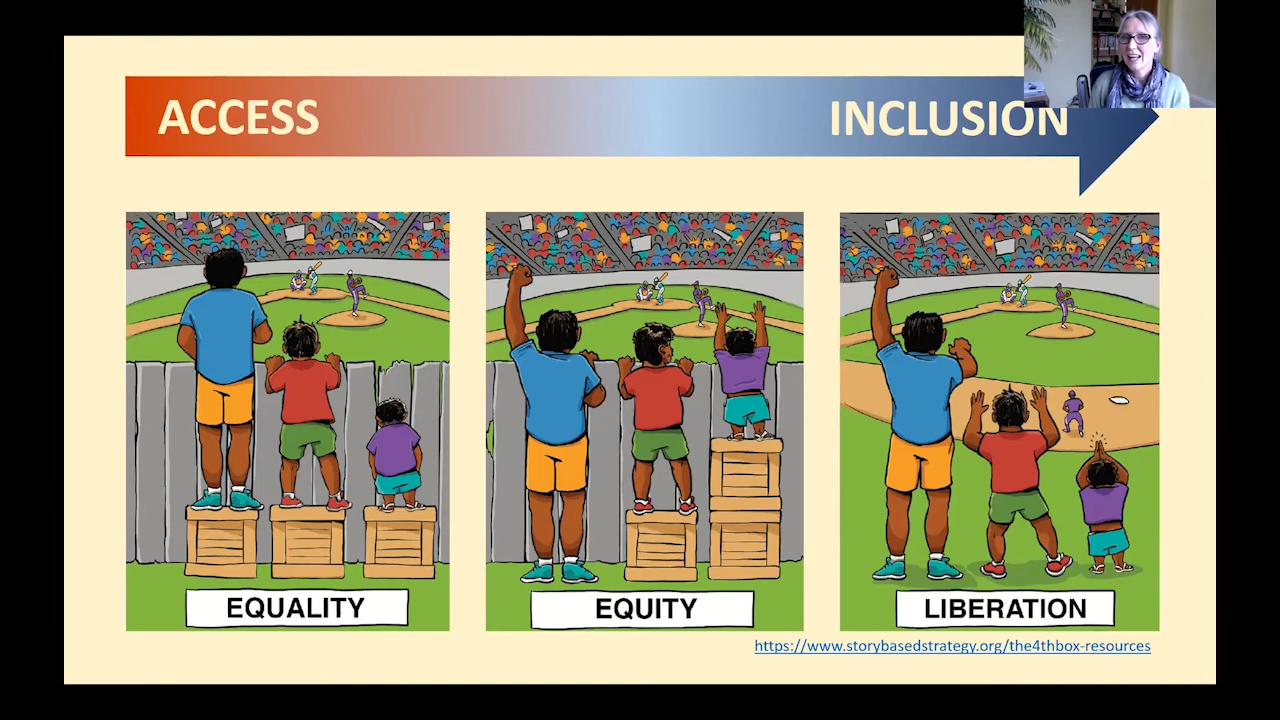 ACCESS
INCLUSION
EQUALITY
EQUITY
LIBERATION
https://www.storybasedstrategy.org/the4thbox-resources